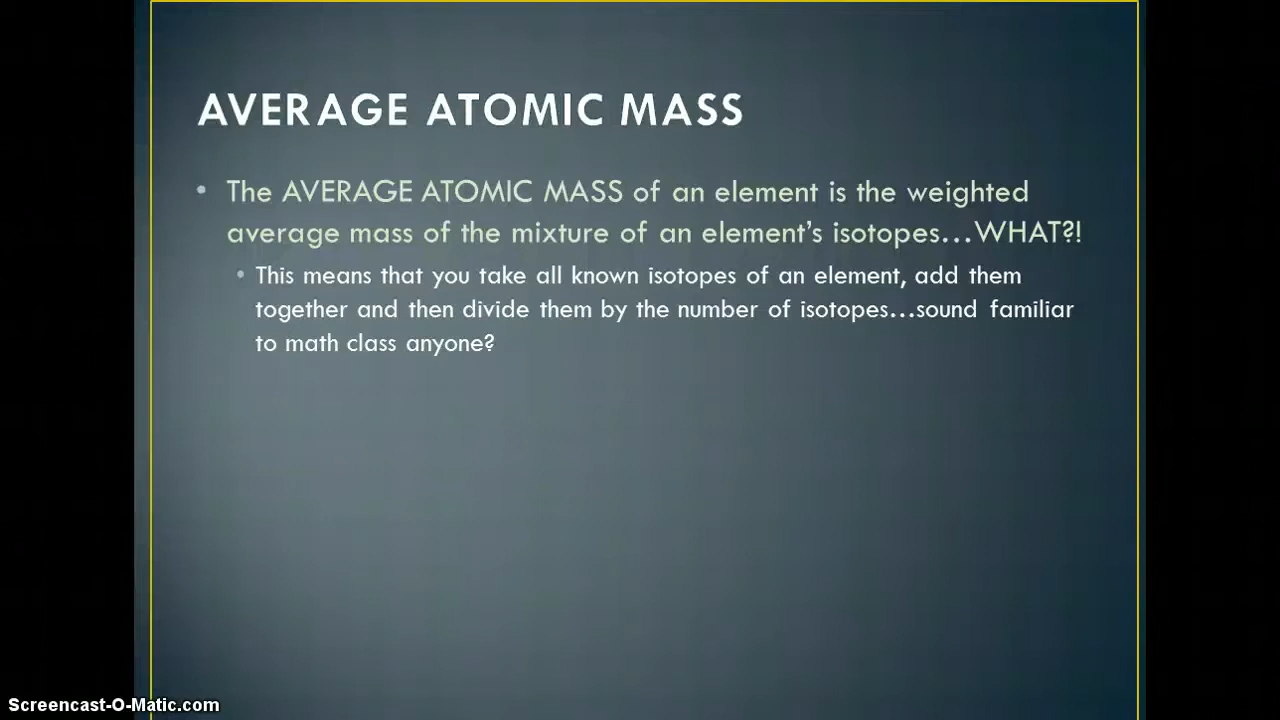 AVERAGE ATOMIC MASS
• The AVERAGE ATOMIC MASS of an element is the weighted
average mass of the mixture of an element’s isotopes…WHAT?!
• This means that you take all known isotopes of an element, add them
together and then divide them by the number of isotopes…sound familiar
to math class anyone?
Screencast-O-Matic.com